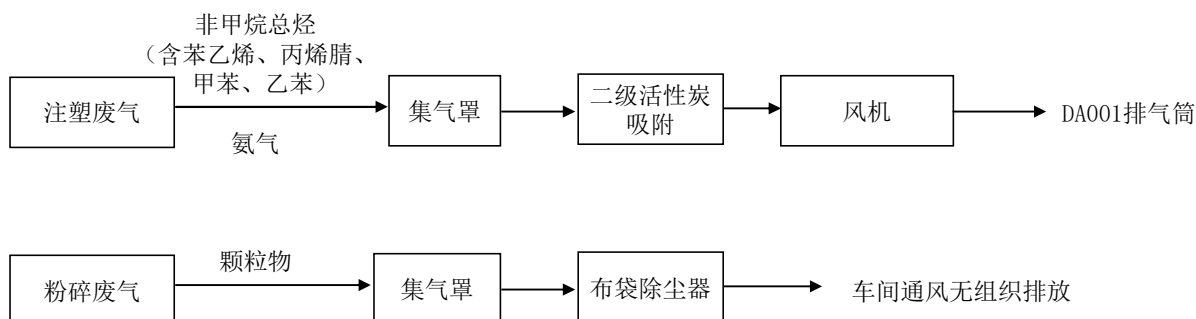 非甲烷总烃
（含苯乙烯、丙烯腈、
甲苯、乙苯）
注塑废气
氨气
集气罩
二级活性炭
吸附
风机
DA001排气筒
粉碎废气
颗粒物
集气罩
布袋除尘器
车间通风无组织排放